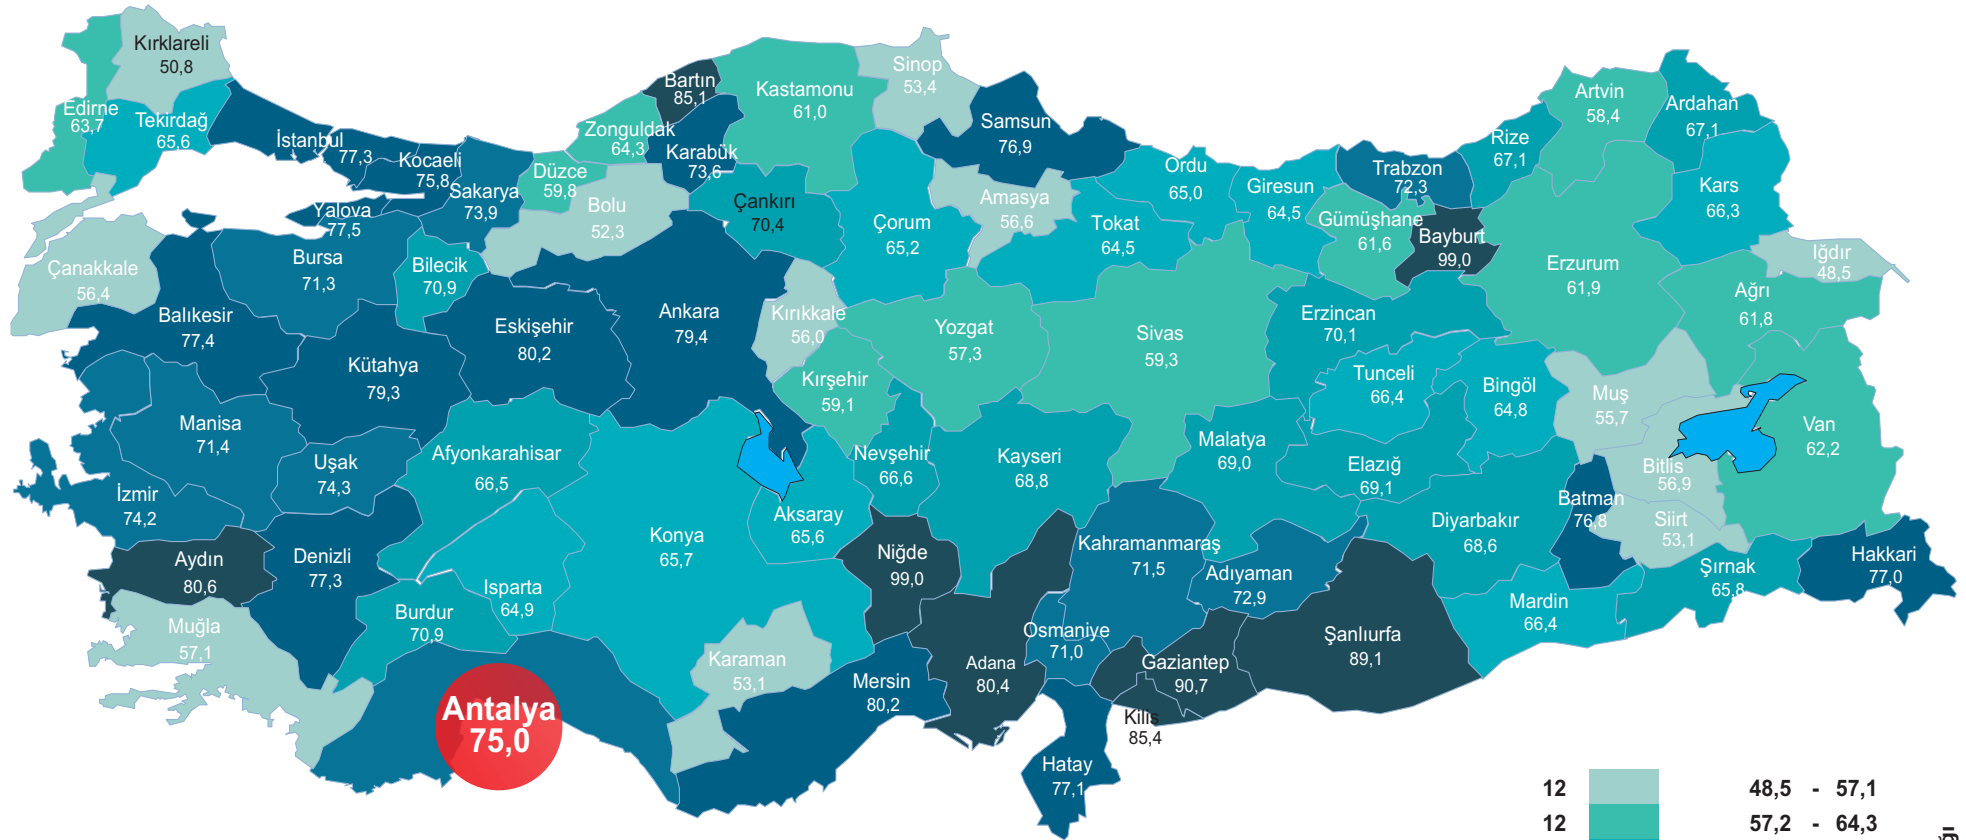 Kırklareli
50,8
Edirne
63,7
Tekirdağ
65,6
İstanbul
77,3
Kocaeli
75,8
Sakarya
73,9
Yalova
77,5
Düzce
59,8
Zonguldak
64,3
Bartın
85,1
Karabük
73,6
Kastamonu
61,0
Sinop
53,4
Samsun
76,9
Bolu
52,3
Çankırı
70,4
Çorum
65,2
Amasya
56,6
Tokat
64,5
Ordu
65,0
Giresun
64,5
Gümüşhane
61,6
Trabzon
72,3
Bayburt
99,0
Rize
67,1
Artvin
58,4
Ardahan
67,1
Kars
66,3
Iğdır
48,5
Ağrı
61,8
Erzurum
61,9
Erzincan
70,1
Çanakkale
56,4
Balıkesir
77,4
Bursa
71,3
Bilecik
70,9
Eskişehir
80,2
Ankara
79,4
Kırıkkale
56,0
Yozgat
57,3
Sivas
59,3
Kütahya
79,3
Kırşehir
59,1
Tunceli
66,4
Bingöl
64,8
Muş
55,7
Van
62,2
Bitlis
56,9
Manisa
71,4
Uşak
74,3
Afyonkarahisar
66,5
Nevşehir
66,6
Kayseri
68,8
Malatya
69,0
Elazığ
69,1
Diyarbakır
68,6
Batman
76,8
Siirt
53,1
Şırnak
65,8
Hakkari
77,0
İzmir
74,2
Aydın
80,6
Denizli
77,3
Isparta
64,9
Burdur
70,9
Konya
65,7
Aksaray
65,6
Niğde
99,0
Kahramanmaraş
71,5
Adıyaman
72,9
Mardin
66,4
Şanlıurfa
89,1
Muğla
57,1
Antalya
75,0
Karaman
53,1
Mersin
80,2
Adana
80,4
Osmaniye
71,0
Gaziantep
90,7
Kilis
85,4
Hatay
77,1
12 48,5 - 57,1
12 57,2 - 64,3